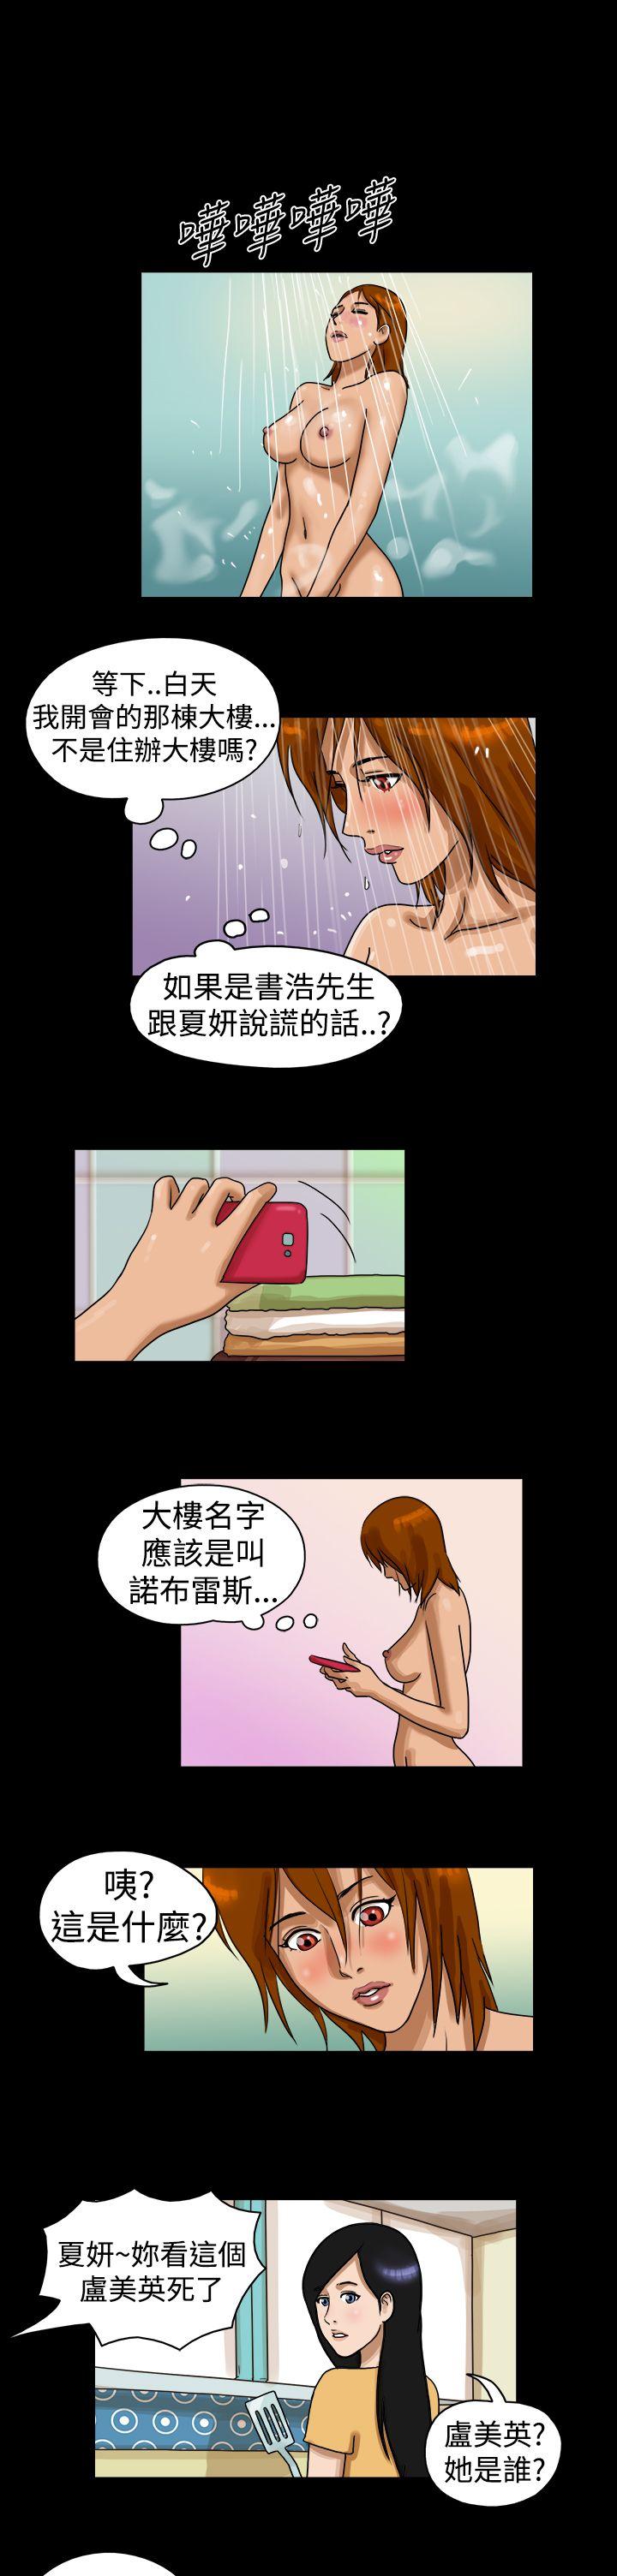 嘩嘩嘩嘩
等下..白天
我開會的那棟大樓...
不是住辦大樓嗎?
如果是書浩先生
跟夏妍說謊的話..?
大樓名字
應該是叫
諾布雷斯...
咦?
這是什麼?
夏妍~妳看這個
盧美英死了
盧美英?
她是誰?